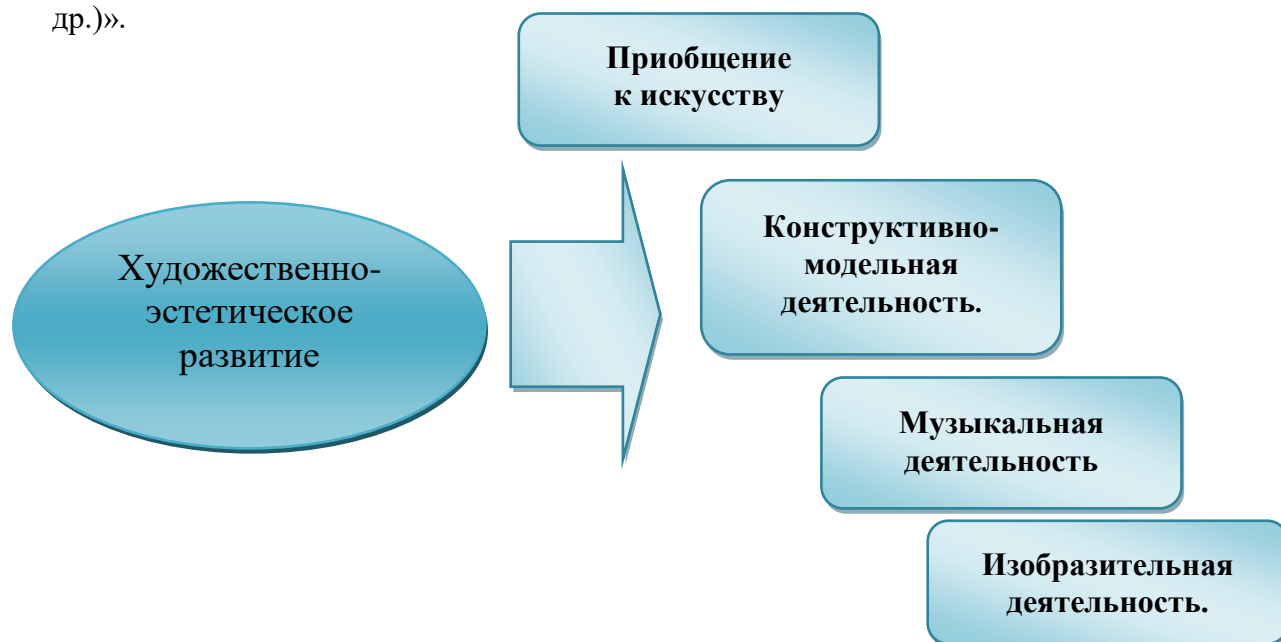 др.)».
Приобщение
к искусству
Конструктивно-
модельная
деятельность.
Художественно-
эстетическое
развитие
Музыкальная
деятельность
Изобразительная
деятельность.